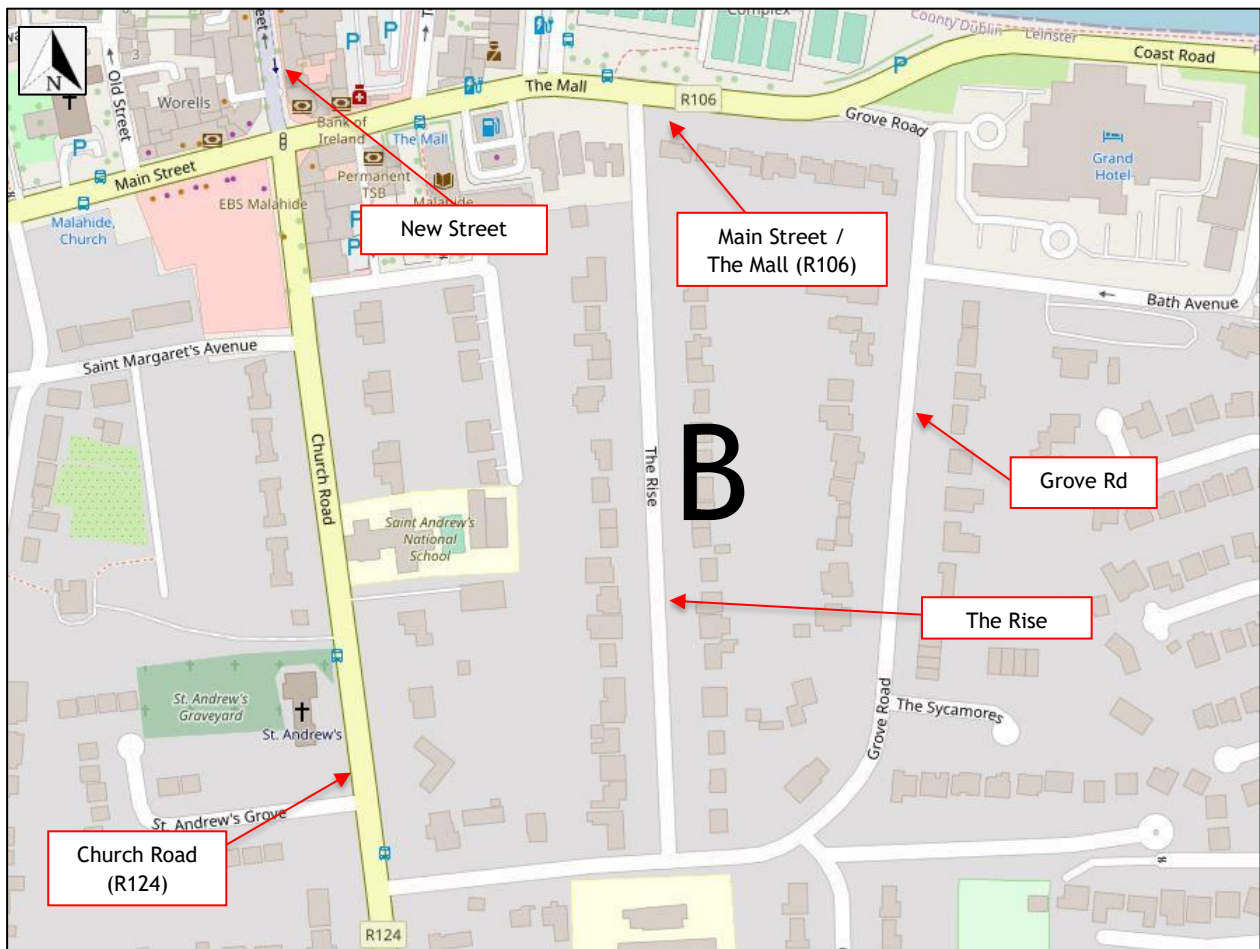 N
Old Street
Worells
Bank of
Ireland
The Mall
The Mall
R106
County Dublin
Leinster
Coast Road
Complex
Grove Road
Grand
Hotel
Main Street
EBS Malahide
Permanent
TSB
Malahide
Malahide,
Church
New Street
Main Street /
The Mall (R106)
Bath Avenue
Saint Margaret's Avenue
Church Road
The Rise
B
Grove Rd
Saint Andrew's
National
School
The Rise
St. Andrew's
Graveyard
St. Andrew's
Grove Road
The Sycamores
St. Andrew's Grove
Church Road
(R124)
R124